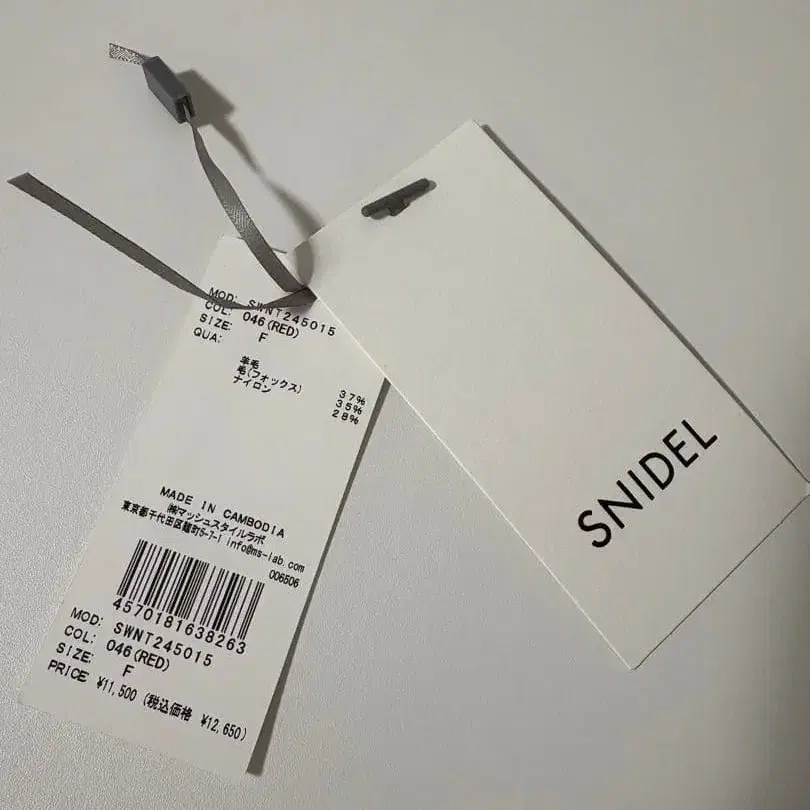 MOD: SWNT245015
COL: 046(RED)
SIZE: F
QUA:
羊毛 37%
毛(フォックス) 35%
ナイロン 28%
MADE IN CAMBODIA
㈱マッシュスタイルラボ
東京都千代田区麹町5-7-1 info@ms-lab.com
006506
4570181638263
MOD: SWNT245015
COL: 046(RED)
SIZE: F
PRICE ¥11,500 (税込価格 ¥12,650)
SNIDEL